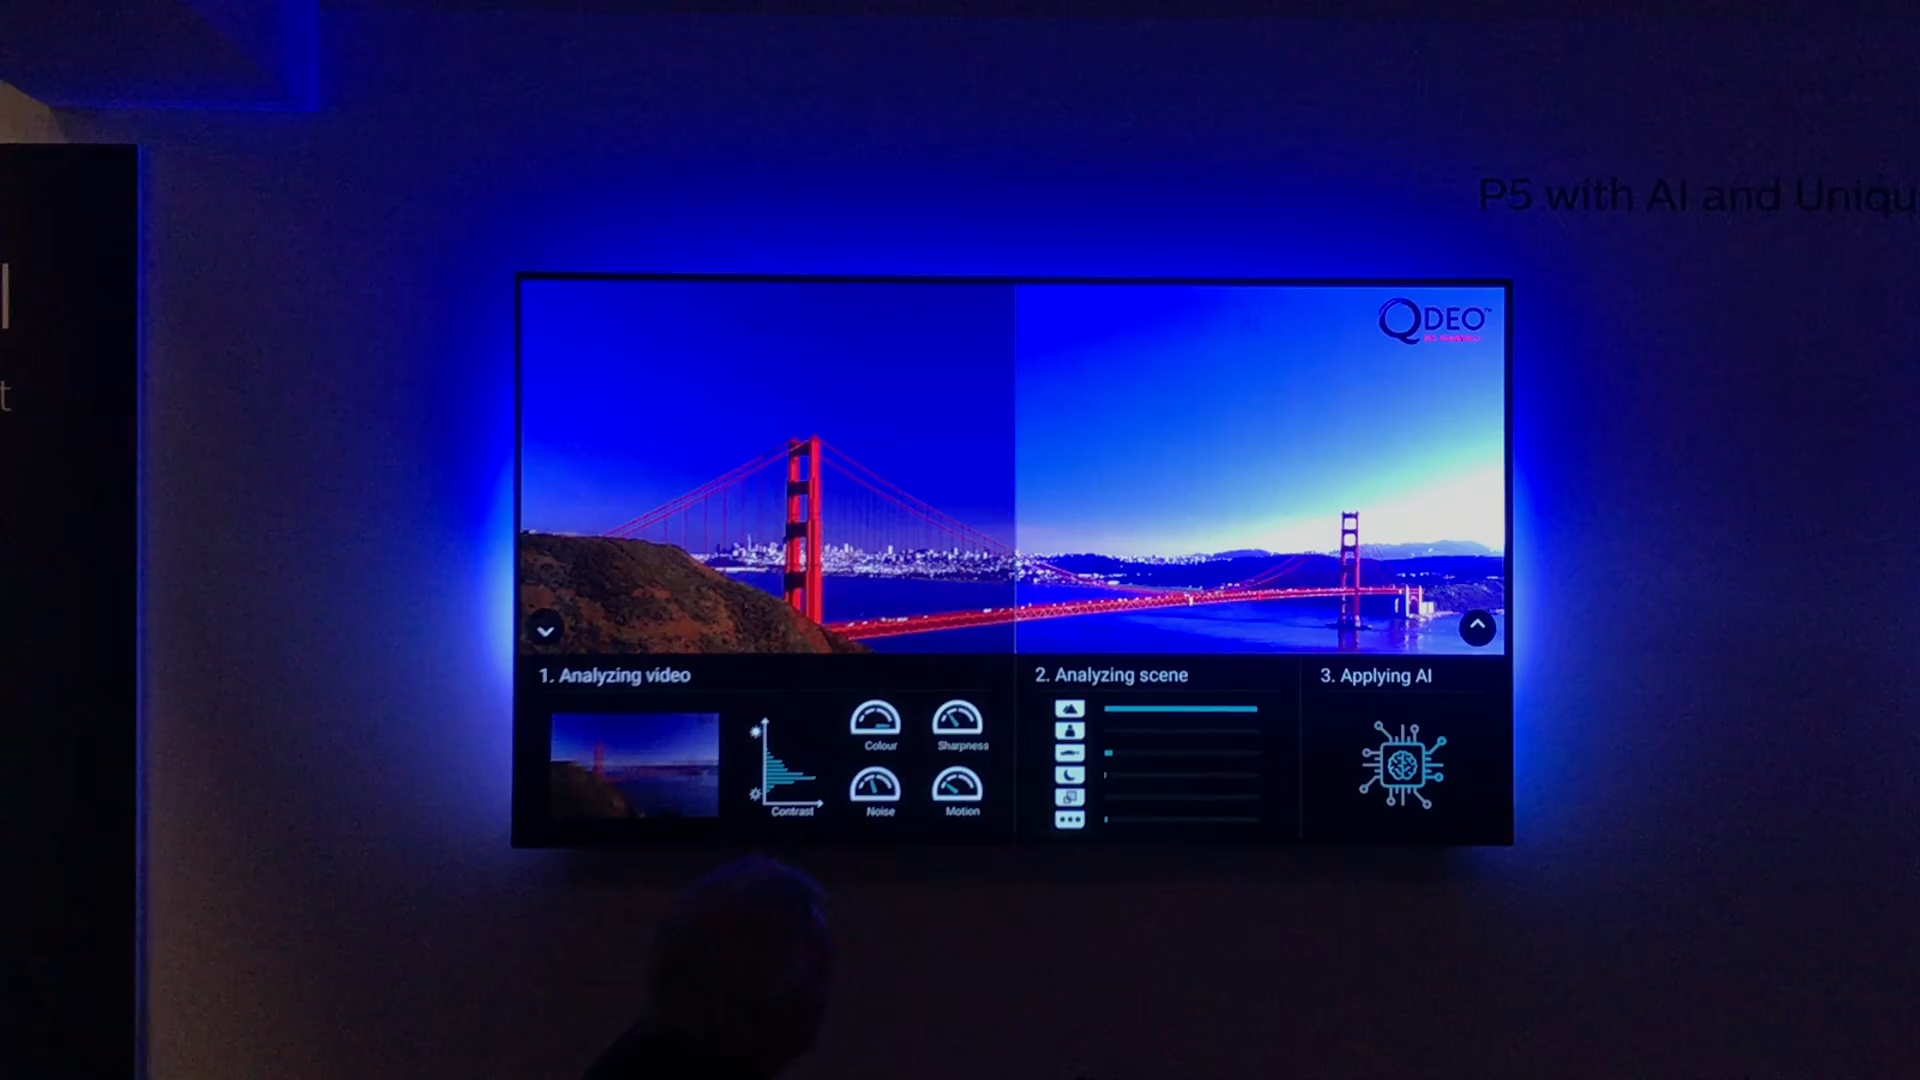 P5 with AI and Uniqu
l
t
QDEO™
1. Analyzing video
2. Analyzing scene
3. Applying AI
Colour
Sharpness
Contrast
Noise
Motion